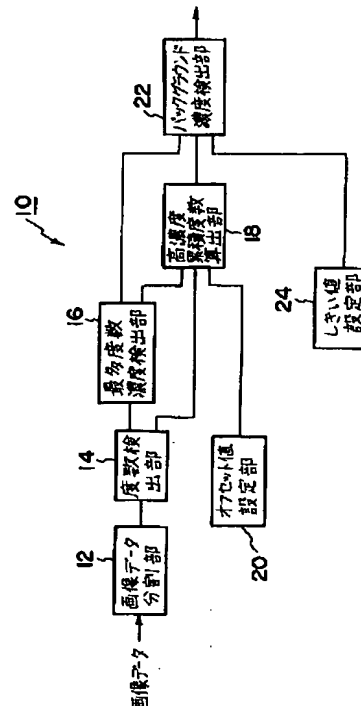 10
画像データ
12
画像データ
分割部
14
度数検
出部
16
最多度数
濃度検出部
高濃度
累積度数
算出部
18
オフセット値
設定部
20
22
バックグラウンド
濃度検出部
24
しきい値
設定部